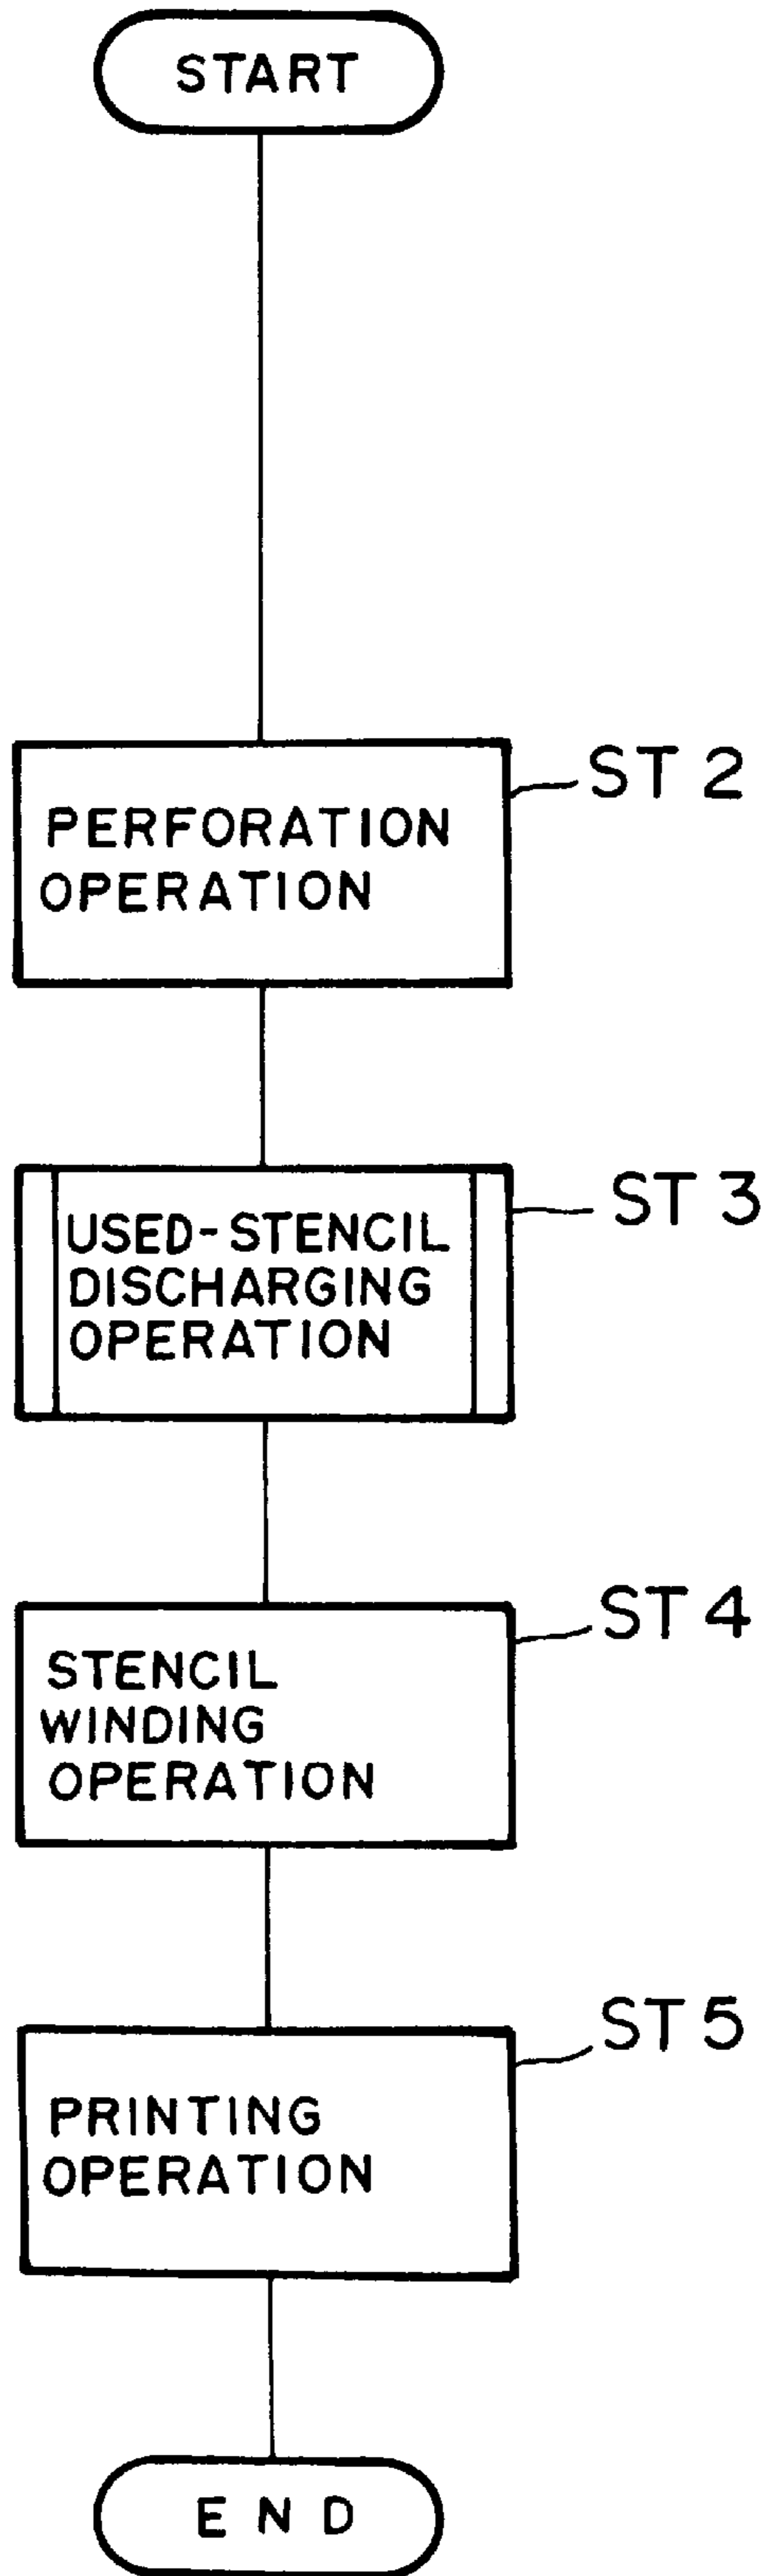 START
ST 2
PERFORATION
OPERATION
ST 3
USED-STENCIL
DISCHARGING
OPERATION
ST 4
STENCIL
WINDING
OPERATION
ST 5
PRINTING
OPERATION
END